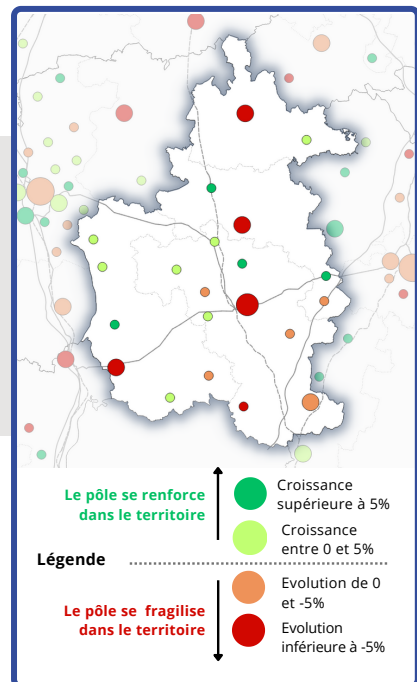 Le pôle se renforce
dans le territoire
Croissance
supérieure à 5%
Croissance
entre 0 et 5%
Légende
Le pôle se fragilise
dans le territoire
Evolution de 0
et -5%
Evolution
inférieure à -5%